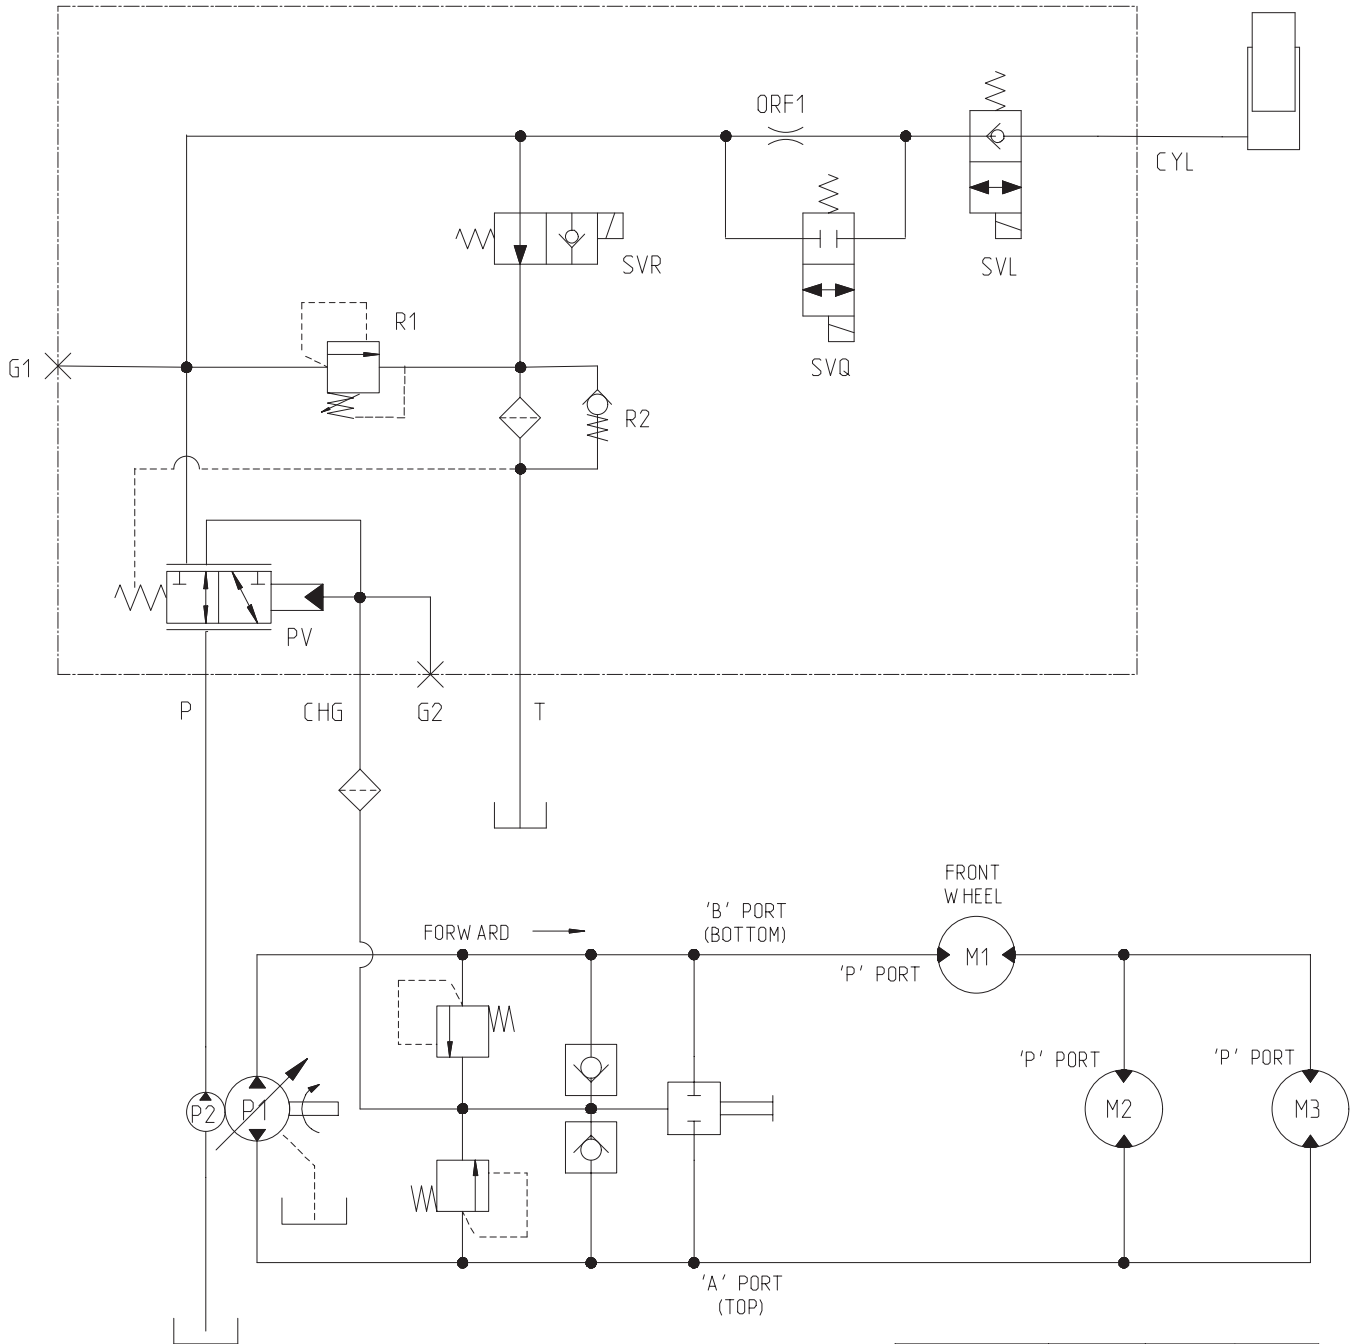 ORF1
CYL
SVR
SVL
R1
G1
SVQ
R2
PV
P
CHG
G2
T
FRONT
WHEEL
'B' PORT
(BOTTOM)
FORWARD
M1
'P' PORT
'P' PORT
'P' PORT
P2
P1
M2
M3
'A' PORT
(TOP)